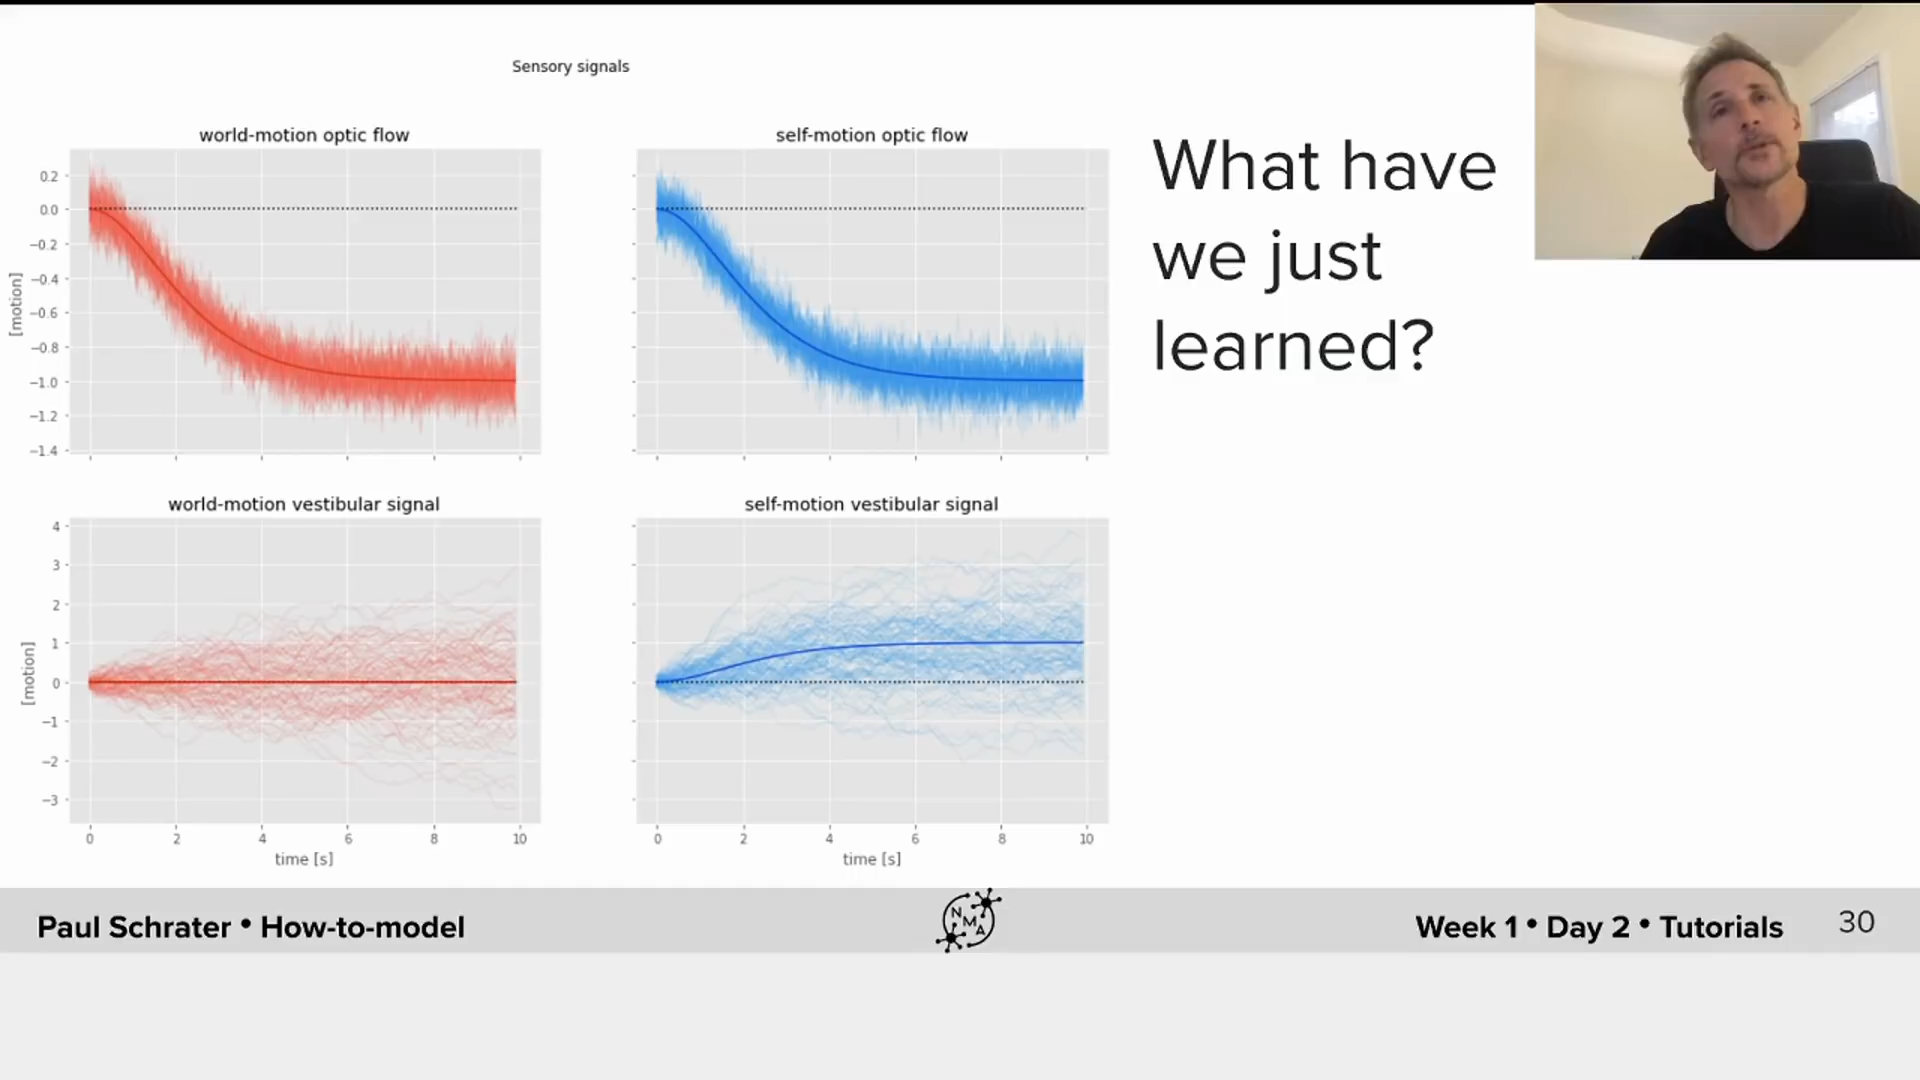 Sensory signals
world-motion optic flow
self-motion optic flow
What have
we just
learned?
[motion]
0.2
0.0
−0.2
−0.4
−0.6
−0.8
−1.0
−1.2
−1.4
world-motion vestibular signal
self-motion vestibular signal
[motion]
4
3
2
1
0
−1
−2
−3
0 2 4 6 8 10
time [s]
0 2 4 6 8 10
time [s]
Paul Schrater • How-to-model
N
M
A
Week 1 • Day 2 • Tutorials
30